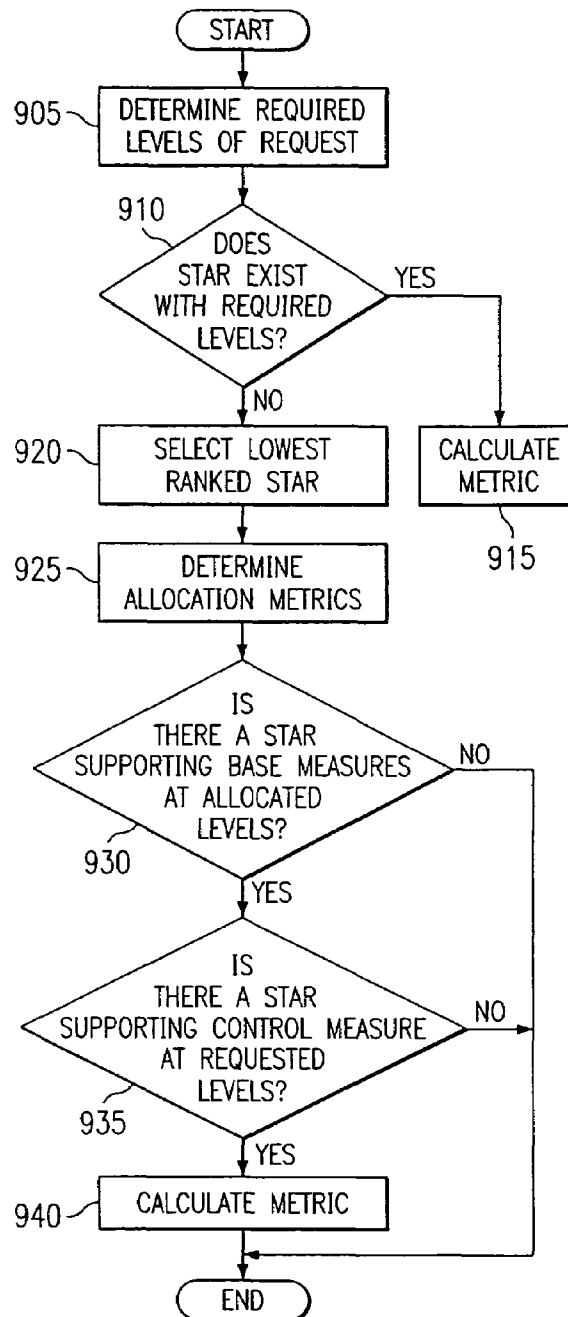 START
905
DETERMINE REQUIRED
LEVELS OF REQUEST
910
DOES
STAR EXIST
WITH REQUIRED
LEVELS?
YES
NO
920
SELECT LOWEST
RANKED STAR
CALCULATE
METRIC
915
925
DETERMINE
ALLOCATION METRICS
IS
THERE A STAR
SUPPORTING BASE MEASURES
AT ALLOCATED
LEVELS?
NO
930
YES
IS
THERE A STAR
SUPPORTING CONTROL MEASURE
AT REQUESTED
LEVELS?
NO
935
YES
940
CALCULATE METRIC
END